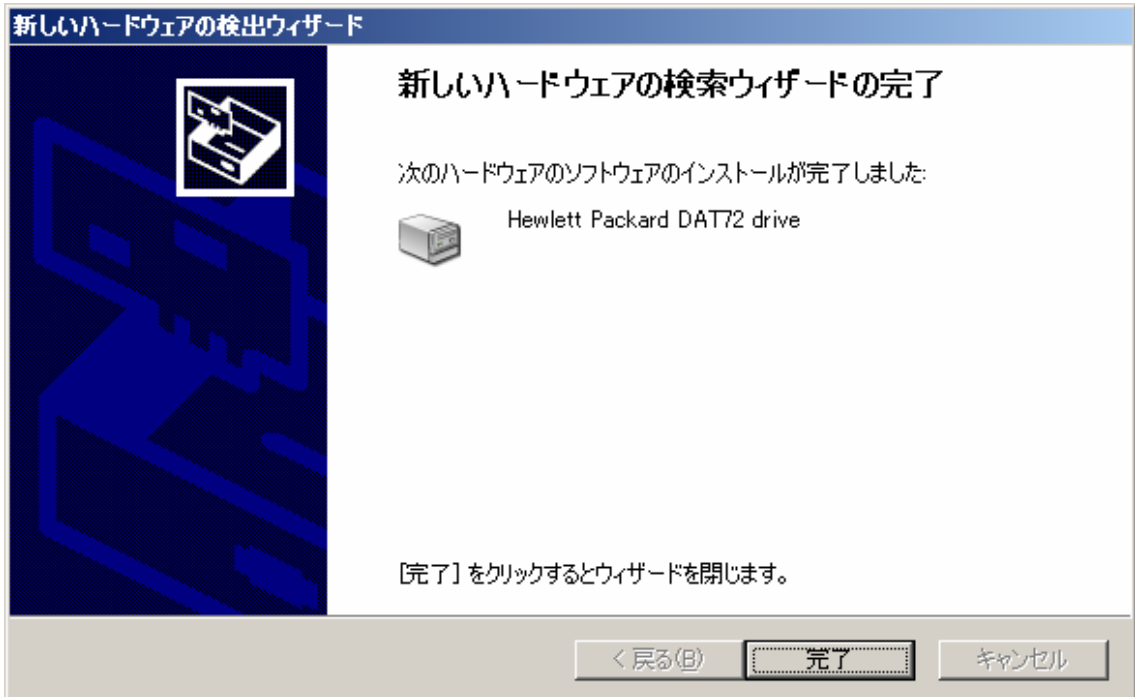 新しいハードウェアの検出ウィザード
新しいハードウェアの検索ウィザードの完了
次のハードウェアのソフトウェアのインストールが完了しました:
Hewlett Packard DAT72 drive
[完了] をクリックするとウィザードを閉じます。
< 戻る(B)
完了
キャンセル